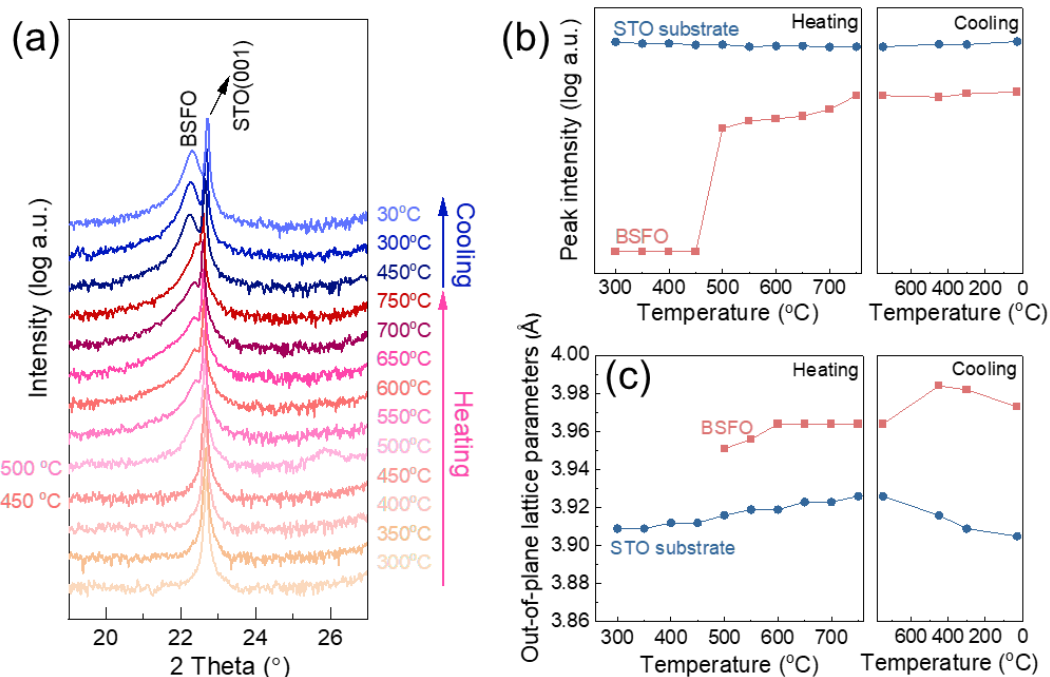 (a)
BSFO
STO(001)
Intensity (log a.u.)
30°C
300°C
450°C
750°C
700°C
650°C
600°C
550°C
500°C
450°C
400°C
350°C
300°C
500 °C
450 °C
Cooling
Heating
20 22 24 26
2 Theta (°)
(b)
Peak intensity (log a.u.)
STO substrate
Heating
Cooling
BSFO
300 400 500 600 700
600 400 200 0
Temperature (°C)
Temperature (°C)
(c)
Out-of-plane lattice parameters (Å)
4.00
3.98
3.96
3.94
3.92
3.90
3.88
3.86
Heating
Cooling
BSFO
STO substrate
300 400 500 600 700
600 400 200 0
Temperature (°C)
Temperature (°C)